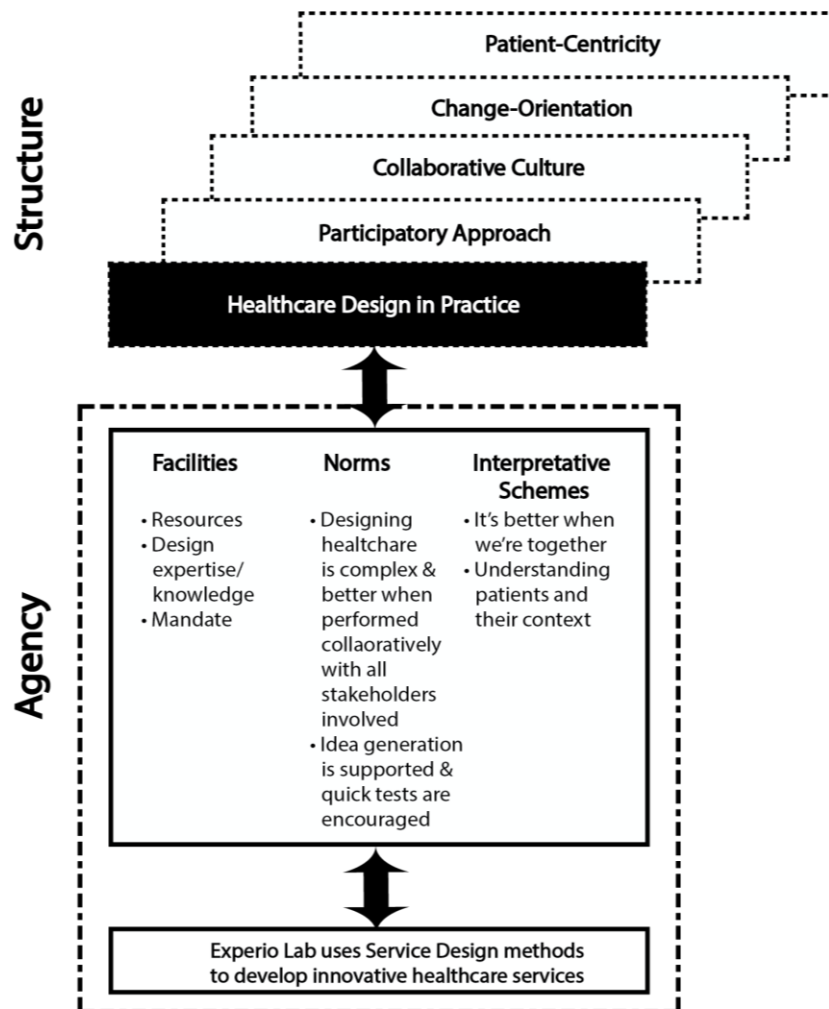 Structure
Patient-Centricity
Change-Orientation
Collaborative Culture
Participatory Approach
Healthcare Design in Practice
Agency
Facilities
• Resources
• Design
expertise/
knowledge
• Mandate
Norms
• Designing
healtchare
is complex &
better when
performed
collaoratively
with all
stakeholders
involved
• Idea generation
is supported &
quick tests are
encouraged
Interpretative
Schemes
• It's better when
we're together
• Understanding
patients and
their context
Experio Lab uses Service Design methods
to develop innovative healthcare services